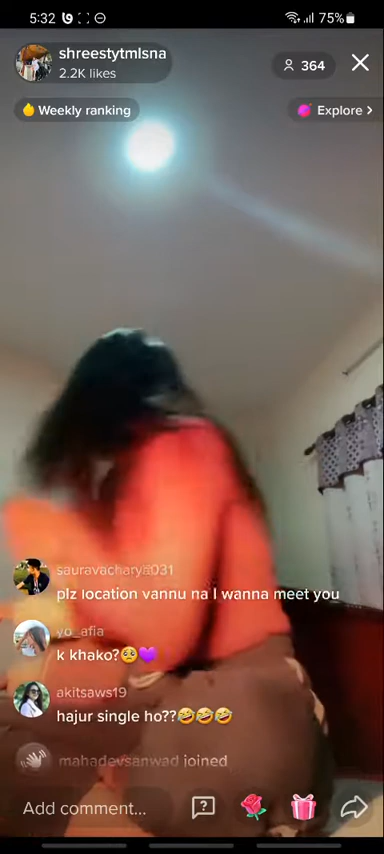 5:32
75%
shreestytmlsna
2.2K likes
364
Weekly ranking
Explore >
plz location vannu na I wanna meet you
yo_afia
k khako?🥺💜
akitsaws19
hajur single ho??🤣🤣🤣
mahadevsanwad joined
Add comment...